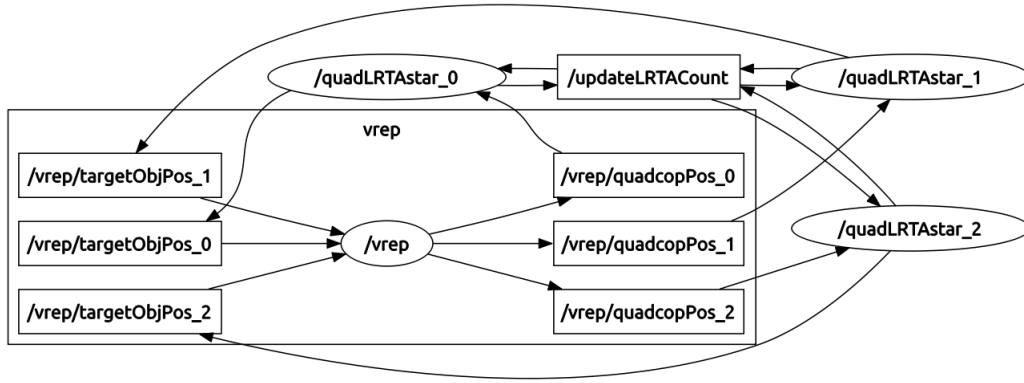 /quadLRTAstar_0
/updateLRTACount
/quadLRTAstar_1
vrep
/vrep/targetObjPos_1
/vrep/quadcopPos_0
/vrep/targetObjPos_0
/vrep
/vrep/quadcopPos_1
/quadLRTAstar_2
/vrep/targetObjPos_2
/vrep/quadcopPos_2